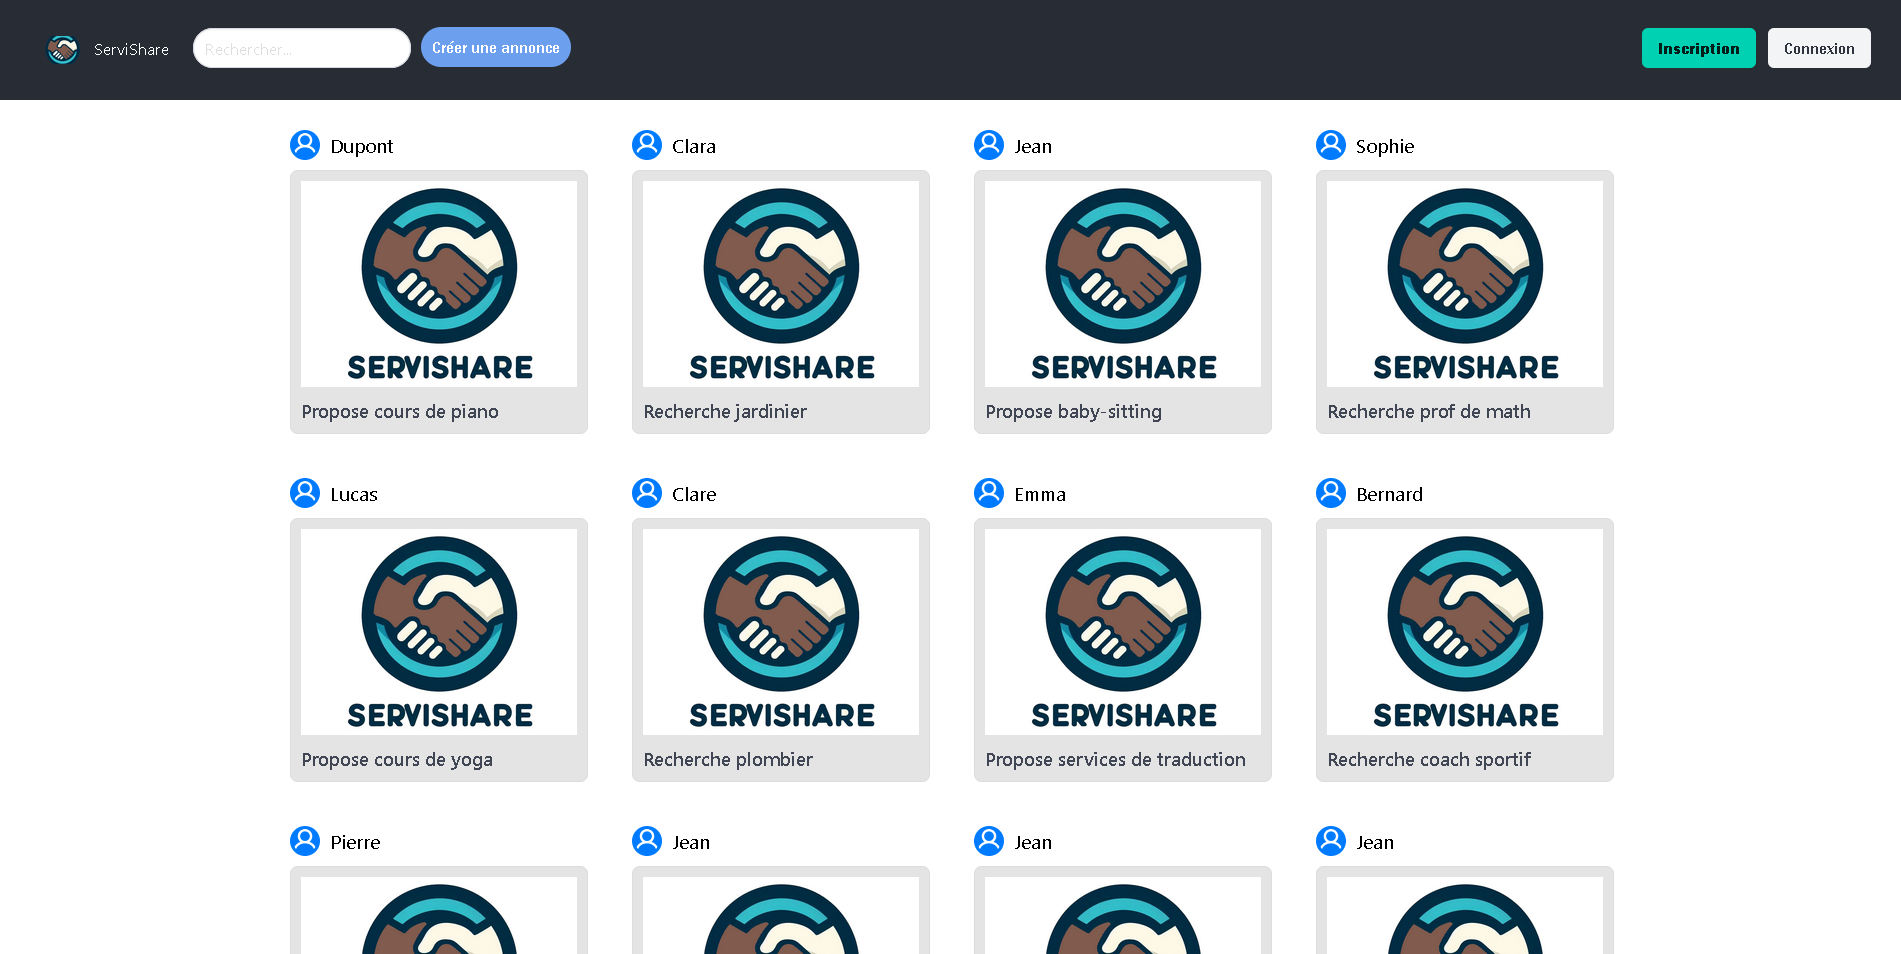 ServiShare
Rechercher...
Créer une annonce
Inscription
Connexion
Dupont
Clara
Jean
Sophie
SERVISHARE
SERVISHARE
SERVISHARE
SERVISHARE
Propose cours de piano
Recherche jardinier
Propose baby-sitting
Recherche prof de math
Lucas
Clare
Emma
Bernard
SERVISHARE
SERVISHARE
SERVISHARE
SERVISHARE
Propose cours de yoga
Recherche plombier
Propose services de traduction
Recherche coach sportif
Pierre
Jean
Jean
Jean